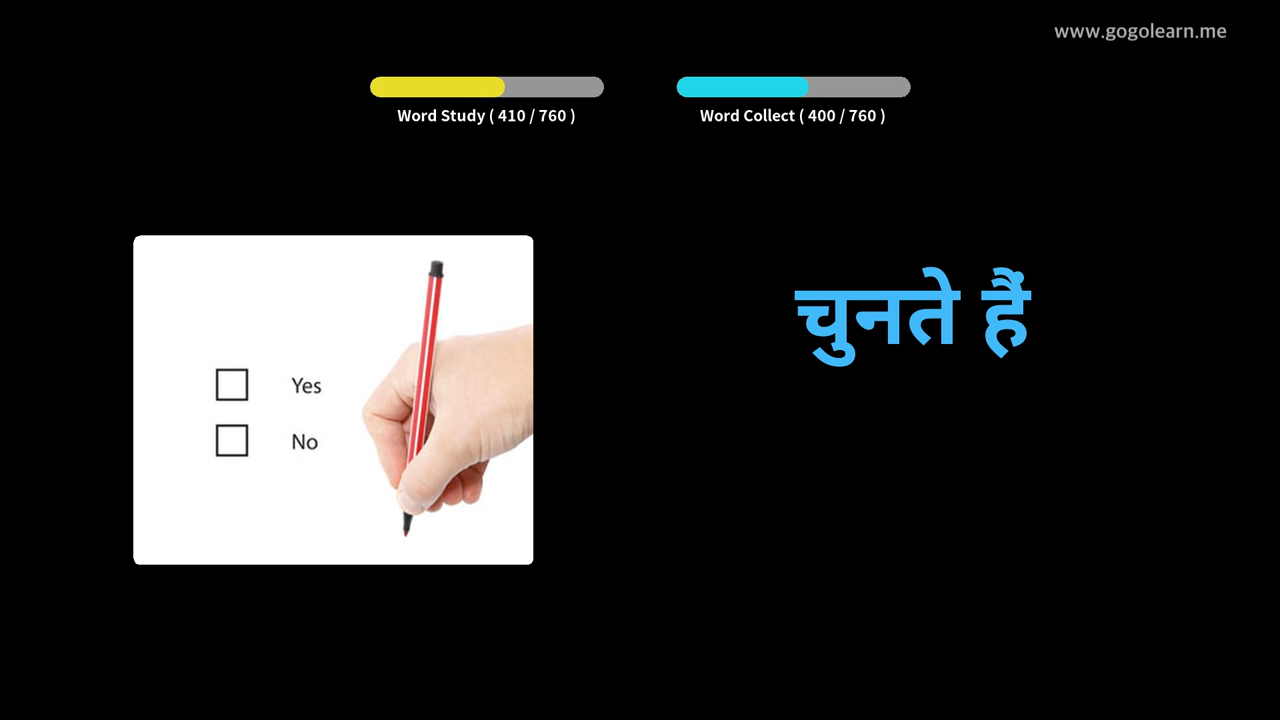 www.gogolearn.me
Word Study ( 410 / 760 )
Word Collect ( 400 / 760 )
चुनते हैं
Yes
No